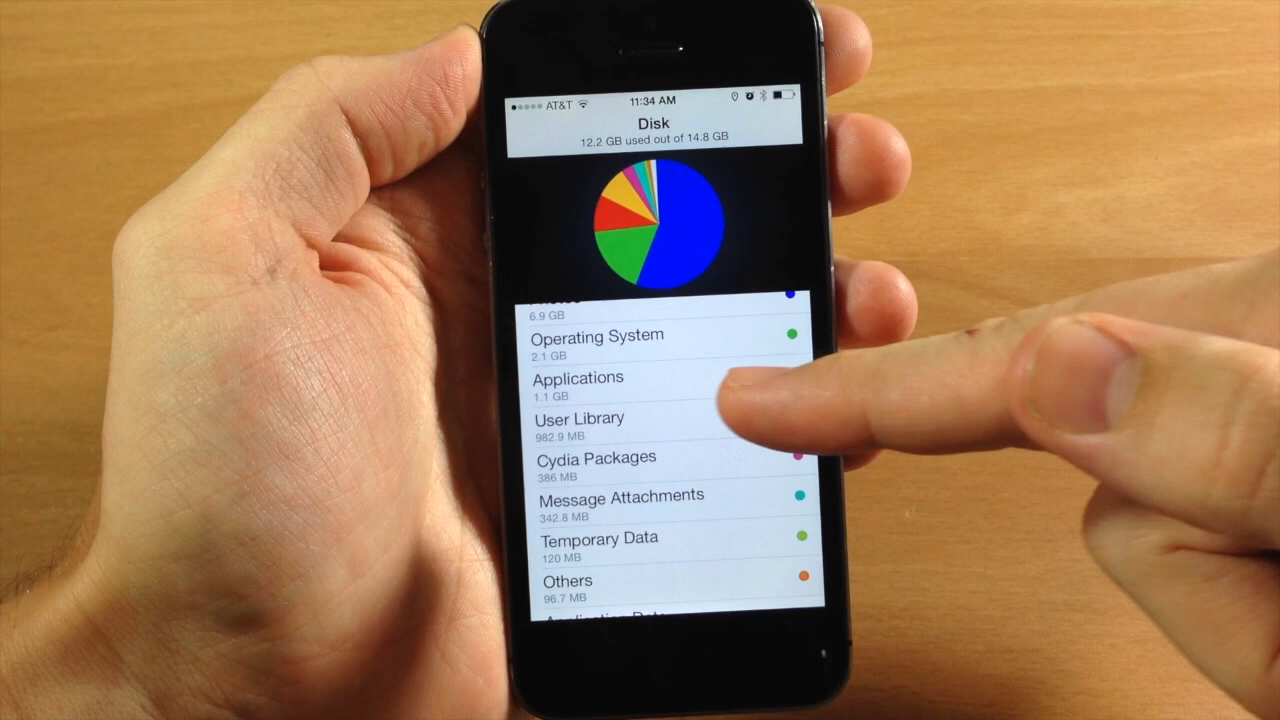 AT&T 11:34 AM
Disk
12.2 GB used out of 14.8 GB
6.9 GB
Operating System
2.1 GB
Applications
1.1 GB
User Library
982.9 MB
Cydia Packages
386 MB
Message Attachments
342.8 MB
Temporary Data
120 MB
Others
96.7 MB